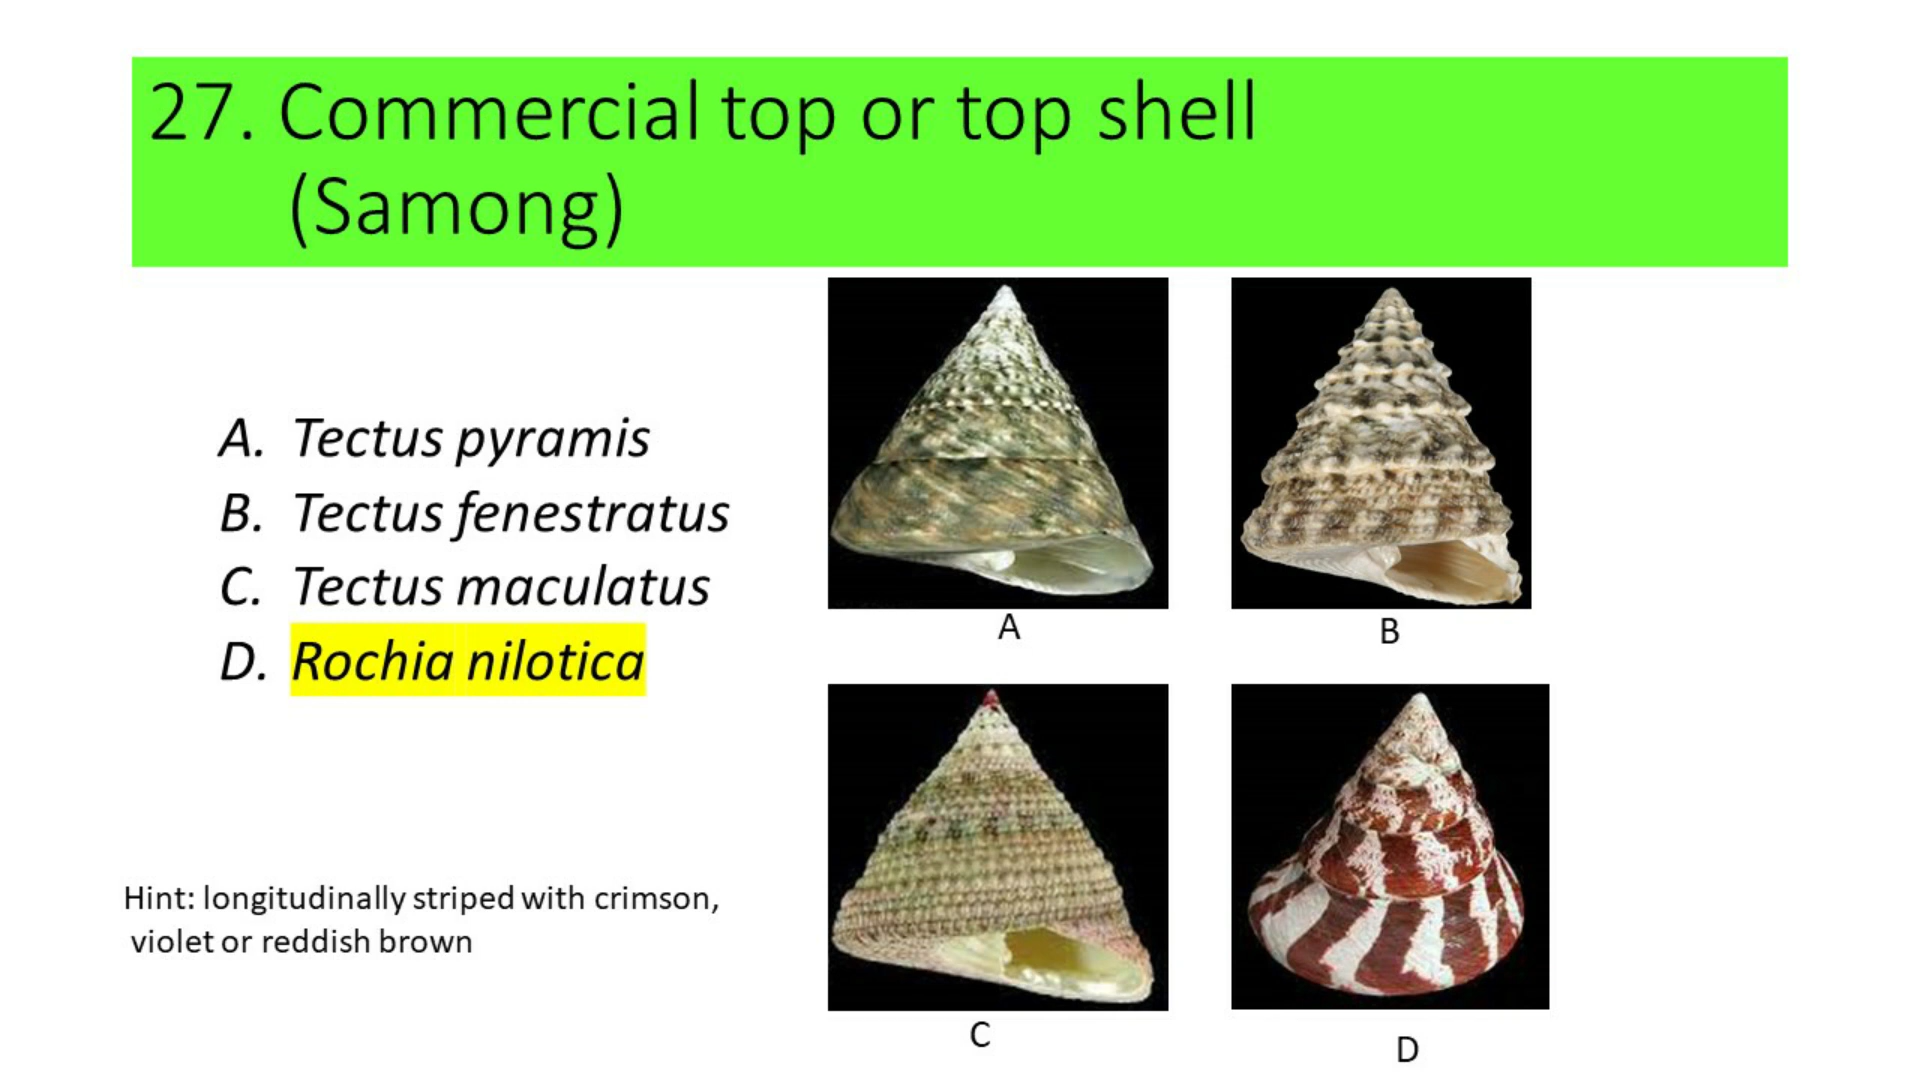 27. Commercial top or top shell
(Samong)
A. Tectus pyramis
B. Tectus fenestratus
C. Tectus maculatus
D. Rochia nilotica
Hint: longitudinally striped with crimson,
violet or reddish brown
A
B
C
D